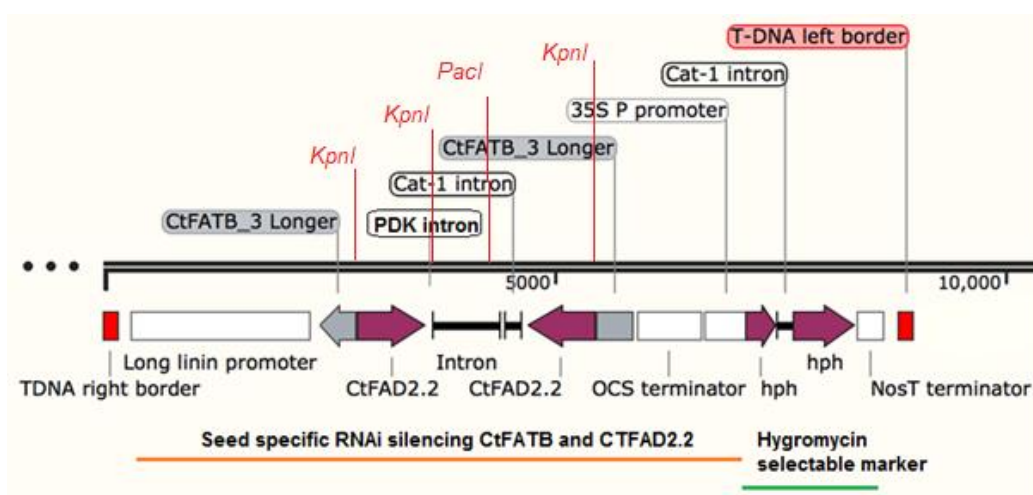 T-DNA left border
KpnI
Cat-1 intron
PacI
35S P promoter
KpnI
CtFATB_3 Longer
KpnI
Cat-1 intron
CtFATB_3 Longer
PDK intron
5000
10,000
Long linin promoter
Intron
hph
TDNA right border
CtFAD2.2
CtFAD2.2
OCS terminator
hph
NosT terminator
Seed specific RNAi silencing CtFATB and CTFAD2.2
Hygromycin
selectable marker